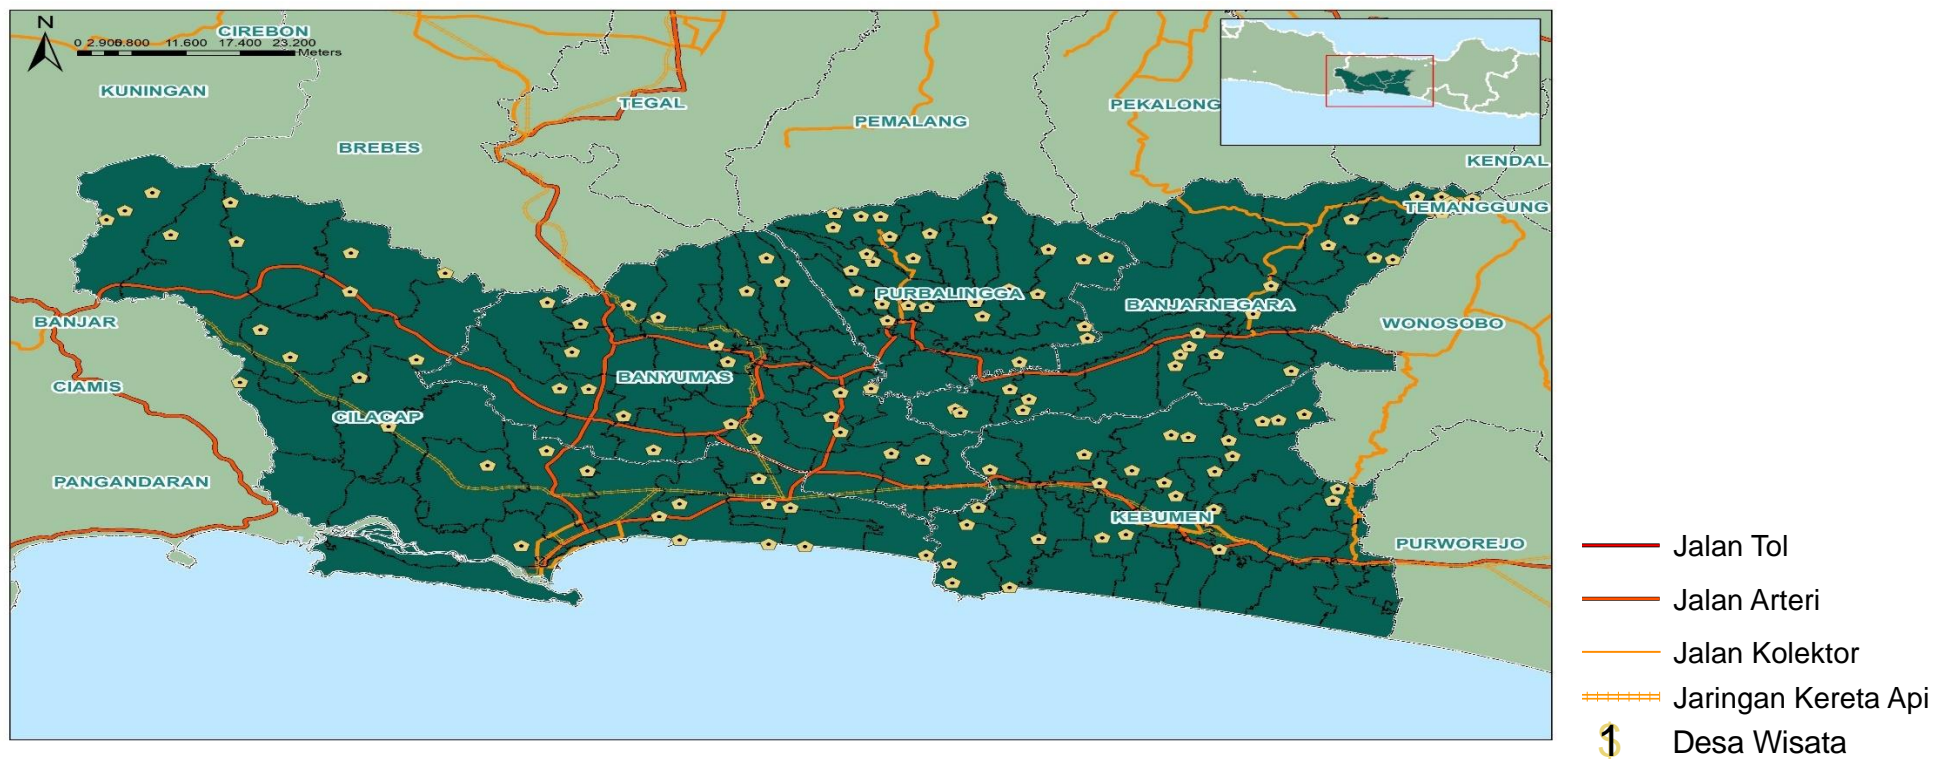 N
CIREBON
0 2.900 5.800 11.600 17.400 23.200
Meters
KUNINGAN
TEGAL
PEKALONG
PEMALANG
BREBES
KENDAL
TEMANGGUNG
PURBALINGGA
BANJARNEGARA
BANJAR
WONOSOBO
BANYUMAS
CIAMIS
CILACAP
PANGANDARAN
KEBUMEN
PURWOREJO
Jalan Tol
Jalan Arteri
Jalan Kolektor
Jaringan Kereta Api
1 Desa Wisata